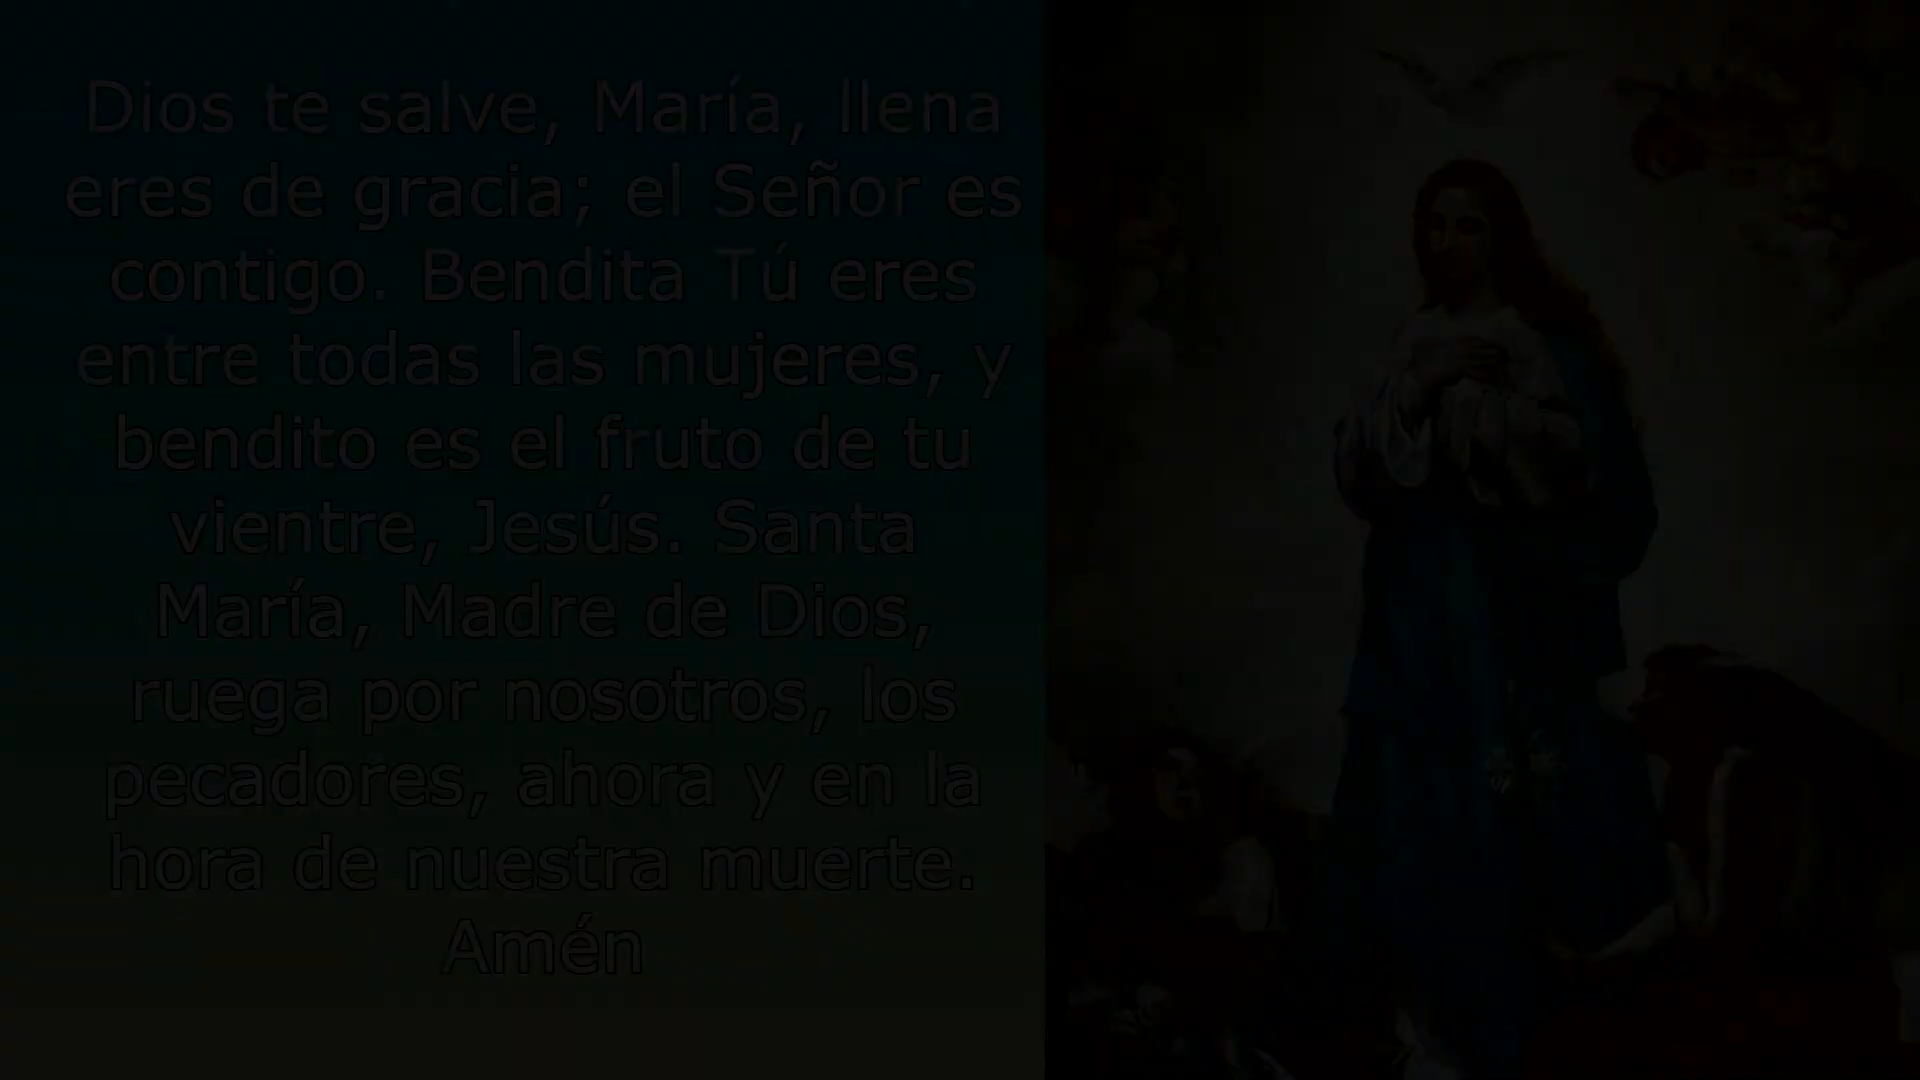 Dios te salve, María, llena
eres de gracia; el Señor es
contigo. Bendita Tú eres
entre todas las mujeres, y
bendito es el fruto de tu
vientre, Jesús. Santa
María, Madre de Dios,
ruega por nosotros, los
pecadores, ahora y en la
hora de nuestra muerte.
Amén